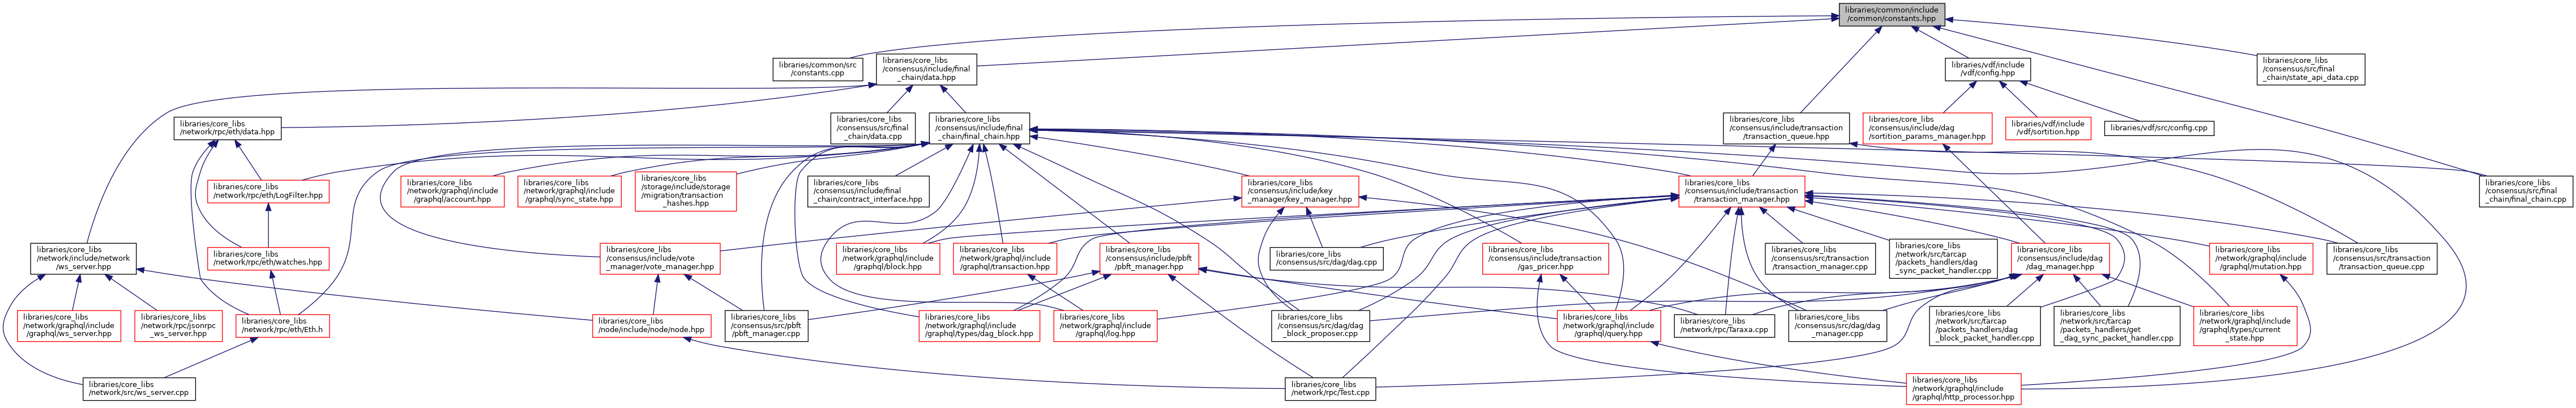 libraries/common/include
/common/constants.hpp
libraries/common/src
/constants.cpp
libraries/core_libs
/consensus/include/final
_chain/data.hpp
libraries/vdf/include
/vdf/config.hpp
libraries/core_libs
/consensus/src/final
_chain/state_api_data.cpp
libraries/core_libs
/network/rpc/eth/data.hpp
libraries/core_libs
/consensus/src/final
_chain/data.cpp
libraries/core_libs
/consensus/include/final
_chain/final_chain.hpp
libraries/core_libs
/consensus/include/transaction
/transaction_queue.hpp
libraries/core_libs
/consensus/include/dag
/sortition_params_manager.hpp
libraries/vdf/include
/vdf/sortition.hpp
libraries/vdf/src/config.cpp
libraries/core_libs
/network/rpc/eth/LogFilter.hpp
libraries/core_libs
/network/graphql/include
/graphql/account.hpp
libraries/core_libs
/network/graphql/include
/graphql/sync_state.hpp
libraries/core_libs
/storage/include/storage
/migration/transaction
_hashes.hpp
libraries/core_libs
/consensus/include/final
_chain/contract_interface.hpp
libraries/core_libs
/consensus/include/key
_manager/key_manager.hpp
libraries/core_libs
/consensus/include/transaction
/transaction_manager.hpp
libraries/core_libs
/consensus/src/final
_chain/final_chain.cpp
libraries/core_libs
/network/include/network
/ws_server.hpp
libraries/core_libs
/network/rpc/eth/watches.hpp
libraries/core_libs
/consensus/include/vote
_manager/vote_manager.hpp
libraries/core_libs
/network/graphql/include
/graphql/block.hpp
libraries/core_libs
/network/graphql/include
/graphql/transaction.hpp
libraries/core_libs
/consensus/include/pbft
/pbft_manager.hpp
libraries/core_libs
/consensus/src/dag/dag.cpp
libraries/core_libs
/consensus/include/transaction
/gas_pricer.hpp
libraries/core_libs
/consensus/src/transaction
/transaction_manager.cpp
libraries/core_libs
/network/src/tarcap
/packets_handlers/dag
_sync_packet_handler.cpp
libraries/core_libs
/consensus/include/dag
/dag_manager.hpp
libraries/core_libs
/network/graphql/include
/graphql/mutation.hpp
libraries/core_libs
/consensus/src/transaction
/transaction_queue.cpp
libraries/core_libs
/network/graphql/include
/graphql/ws_server.hpp
libraries/core_libs
/network/rpc/jsonrpc
_ws_server.hpp
libraries/core_libs
/network/rpc/eth/Eth.h
libraries/core_libs
/node/include/node/node.hpp
libraries/core_libs
/consensus/src/pbft
/pbft_manager.cpp
libraries/core_libs
/network/graphql/include
/graphql/types/dag_block.hpp
libraries/core_libs
/network/graphql/include
/graphql/log.hpp
libraries/core_libs
/consensus/src/dag/dag
_block_proposer.cpp
libraries/core_libs
/network/graphql/include
/graphql/query.hpp
libraries/core_libs
/network/rpc/Taraxa.cpp
libraries/core_libs
/consensus/src/dag/dag
_manager.cpp
libraries/core_libs
/network/src/tarcap
/packets_handlers/dag
_block_packet_handler.cpp
libraries/core_libs
/network/src/tarcap
/packets_handlers/get
_dag_sync_packet_handler.cpp
libraries/core_libs
/network/graphql/include
/graphql/types/current
_state.hpp
libraries/core_libs
/network/src/ws_server.cpp
libraries/core_libs
/network/rpc/Test.cpp
libraries/core_libs
/network/graphql/include
/graphql/http_processor.hpp